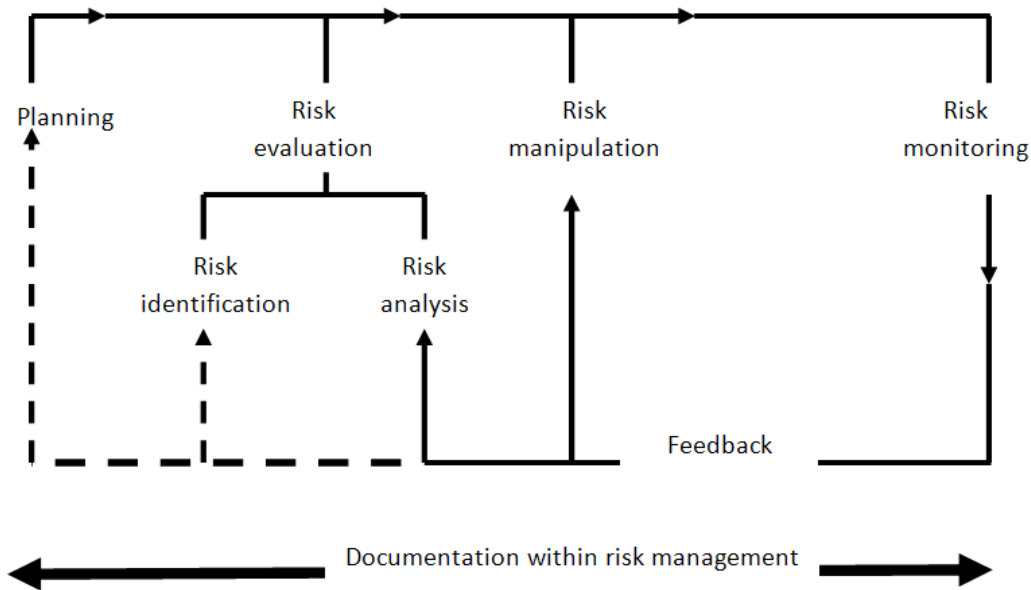 Planning
Risk
evaluation
Risk
manipulation
Risk
monitoring
Risk
identification
Risk
analysis
Feedback
Documentation within risk management